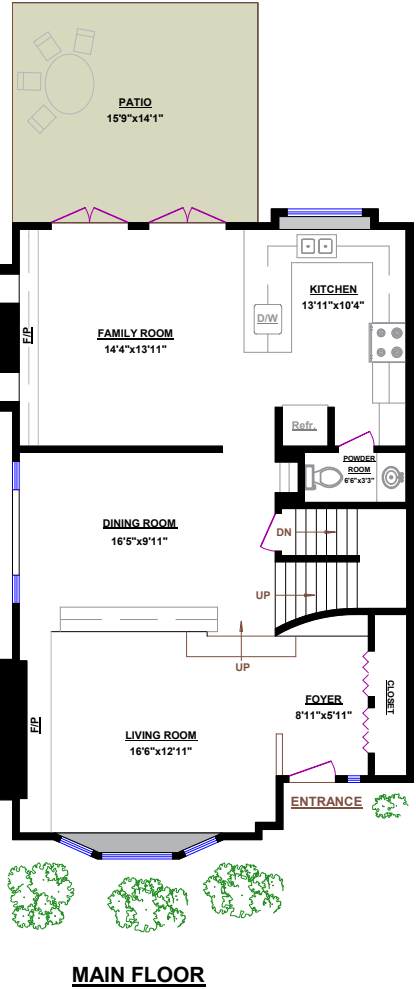 PATIO
15'9"x14'1"
KITCHEN
13'11"x10'4"
D/W
FAMILY ROOM
14'4"x13'11"
F/P
Refr.
POWDER
ROOM
6'6"x3'3"
DINING ROOM
16'5"x9'11"
DN
UP
UP
FOYER
8'11"x5'11"
CLOSET
F/P
LIVING ROOM
16'6"x12'11"
ENTRANCE
MAIN FLOOR